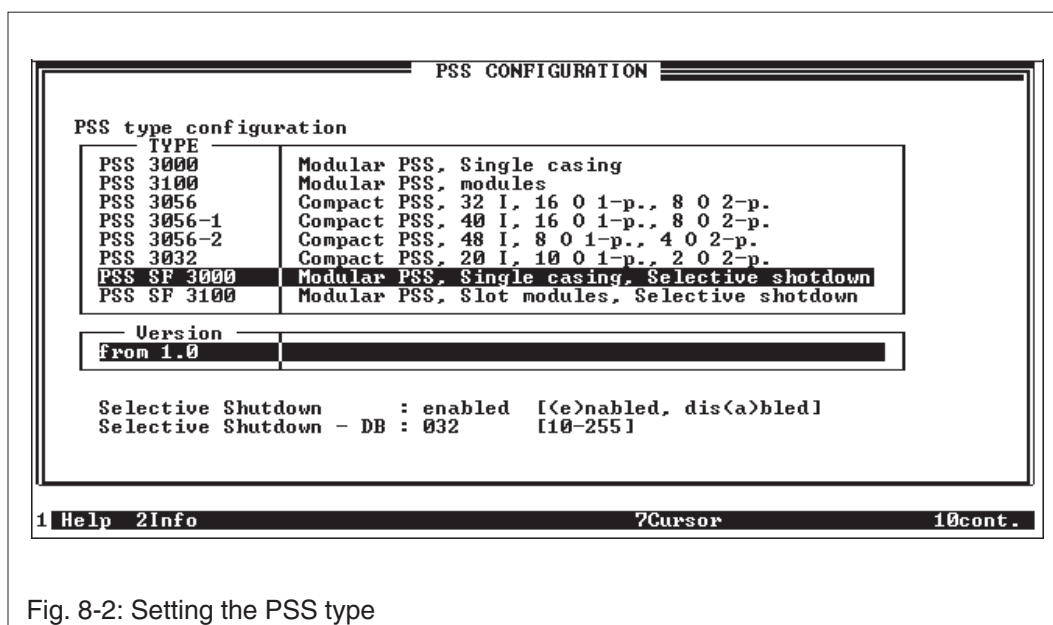 PSS CONFIGURATION
PSS type configuration
TYPE
PSS 3000 Modular PSS, Single casing
PSS 3100 Modular PSS, modules
PSS 3056 Compact PSS, 32 I, 16 O 1-p., 8 O 2-p.
PSS 3056-1 Compact PSS, 40 I, 16 O 1-p., 8 O 2-p.
PSS 3056-2 Compact PSS, 48 I, 8 O 1-p., 4 O 2-p.
PSS 3032 Compact PSS, 20 I, 10 O 1-p., 2 O 2-p.
PSS SF 3000 Modular PSS, Single casing, Selective shotdown
PSS SF 3100 Modular PSS, Slot modules, Selective shotdown
Version
from 1.0
Selective Shutdown : enabled [(e)nabled, dis(a)bled]
Selective Shutdown - DB : 032 [10-255]
1 Help 2Info 7Cursor 10cont.
Fig. 8-2: Setting the PSS type